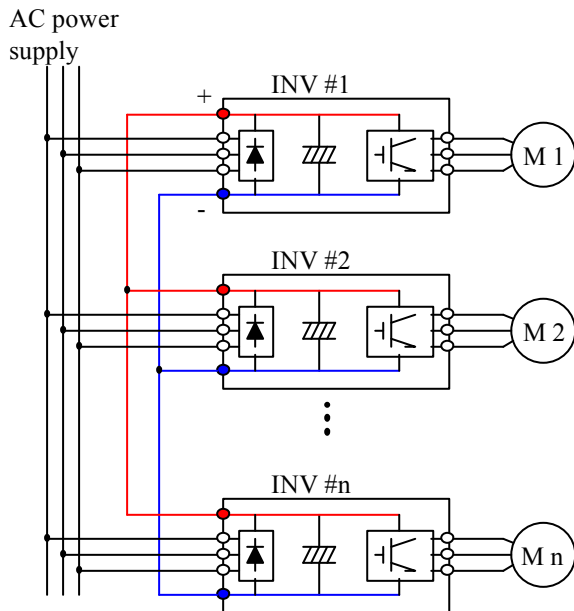 AC power
supply
INV #1
+
M 1
-
INV #2
M 2
INV #n
M n